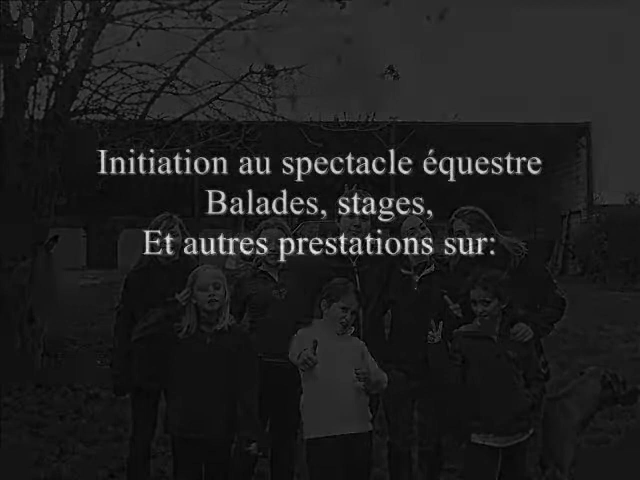 Initiation au spectacle équestre
Balades, stages,
Et autres prestations sur: